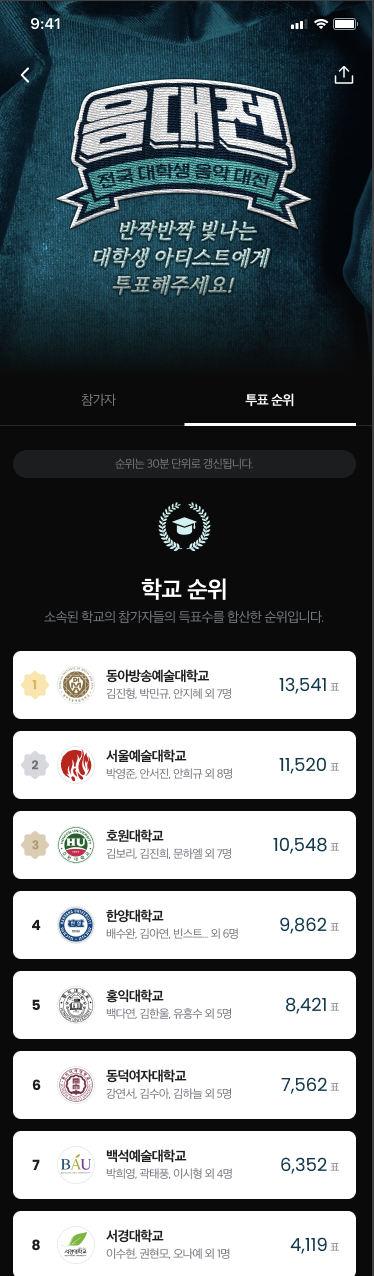 9:41
음대전
전국 대학생 음악 대전
반짝반짝 빛나는
대학생 아티스트에게
투표해주세요!
참가자
투표 순위
순위는 30분 단위로 갱신됩니다.
학교 순위
소속된 학교의 참가자들의 득표수를 합산한 순위입니다.
1
동아방송예술대학교
김진형, 박민규, 안지혜 외 7명
13,541 표
2
서울예술대학교
박영준, 안서진, 안희규 외 8명
11,520 표
3
HU
호원대학교
김보리, 김진희, 문하엘 외 7명
10,548 표
4
한양대학교
배수완, 김아연, 빈스트... 외 6명
9,862 표
5
홍익대학교
백다연, 김한울, 유흥수 외 5명
8,421 표
6
동덕여자대학교
강연서, 김수아, 김하늘 외 5명
7,562 표
7
BAU
백석예술대학교
박희영, 곽태풍, 이시형 외 4명
6,352 표
8
서경대학교
서경대학교
이수현, 권현모, 오나예 외 1명
4,119 표